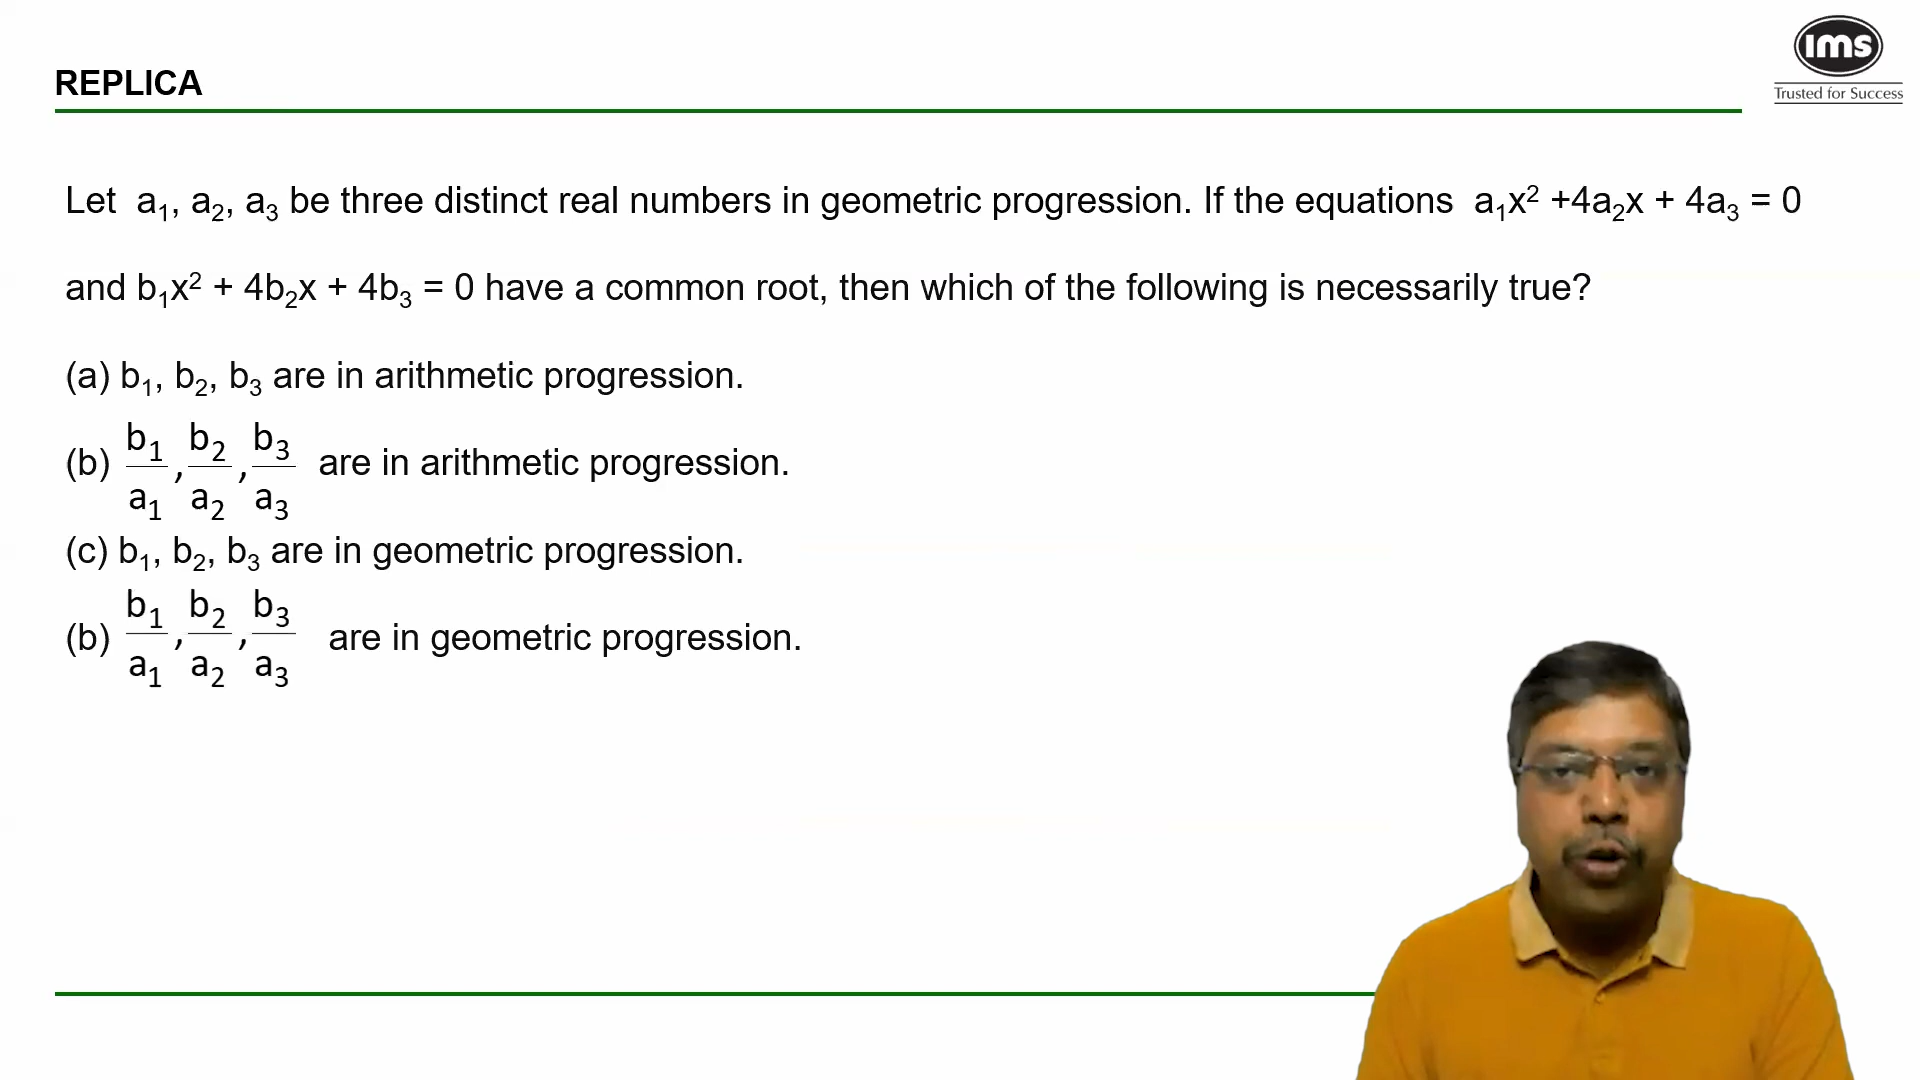 ims
Trusted for Success
REPLICA
Let a₁, a₂, a₃ be three distinct real numbers in geometric progression. If the equations a₁x² +4a₂x + 4a₃ = 0
and b₁x² + 4b₂x + 4b₃ = 0 have a common root, then which of the following is necessarily true?
(a) b₁, b₂, b₃ are in arithmetic progression.
(b) b₁/a₁, b₂/a₂, b₃/a₃ are in arithmetic progression.
(c) b₁, b₂, b₃ are in geometric progression.
(b) b₁/a₁, b₂/a₂, b₃/a₃ are in geometric progression.